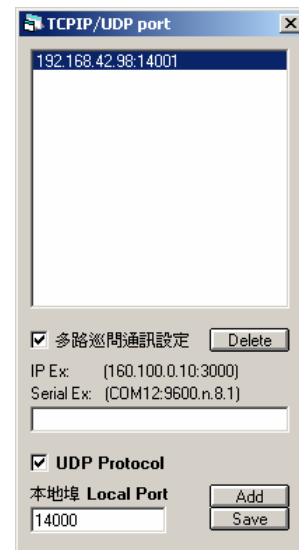 TCPIP/UDP port
192.168.42.98:14001
多路巡問通訊設定 Delete
IP Ex: (160.100.0.10:3000)
Serial Ex: (COM12:9600.n.8.1)
UDP Protocol
本地埠 Local Port Add
14000 Save